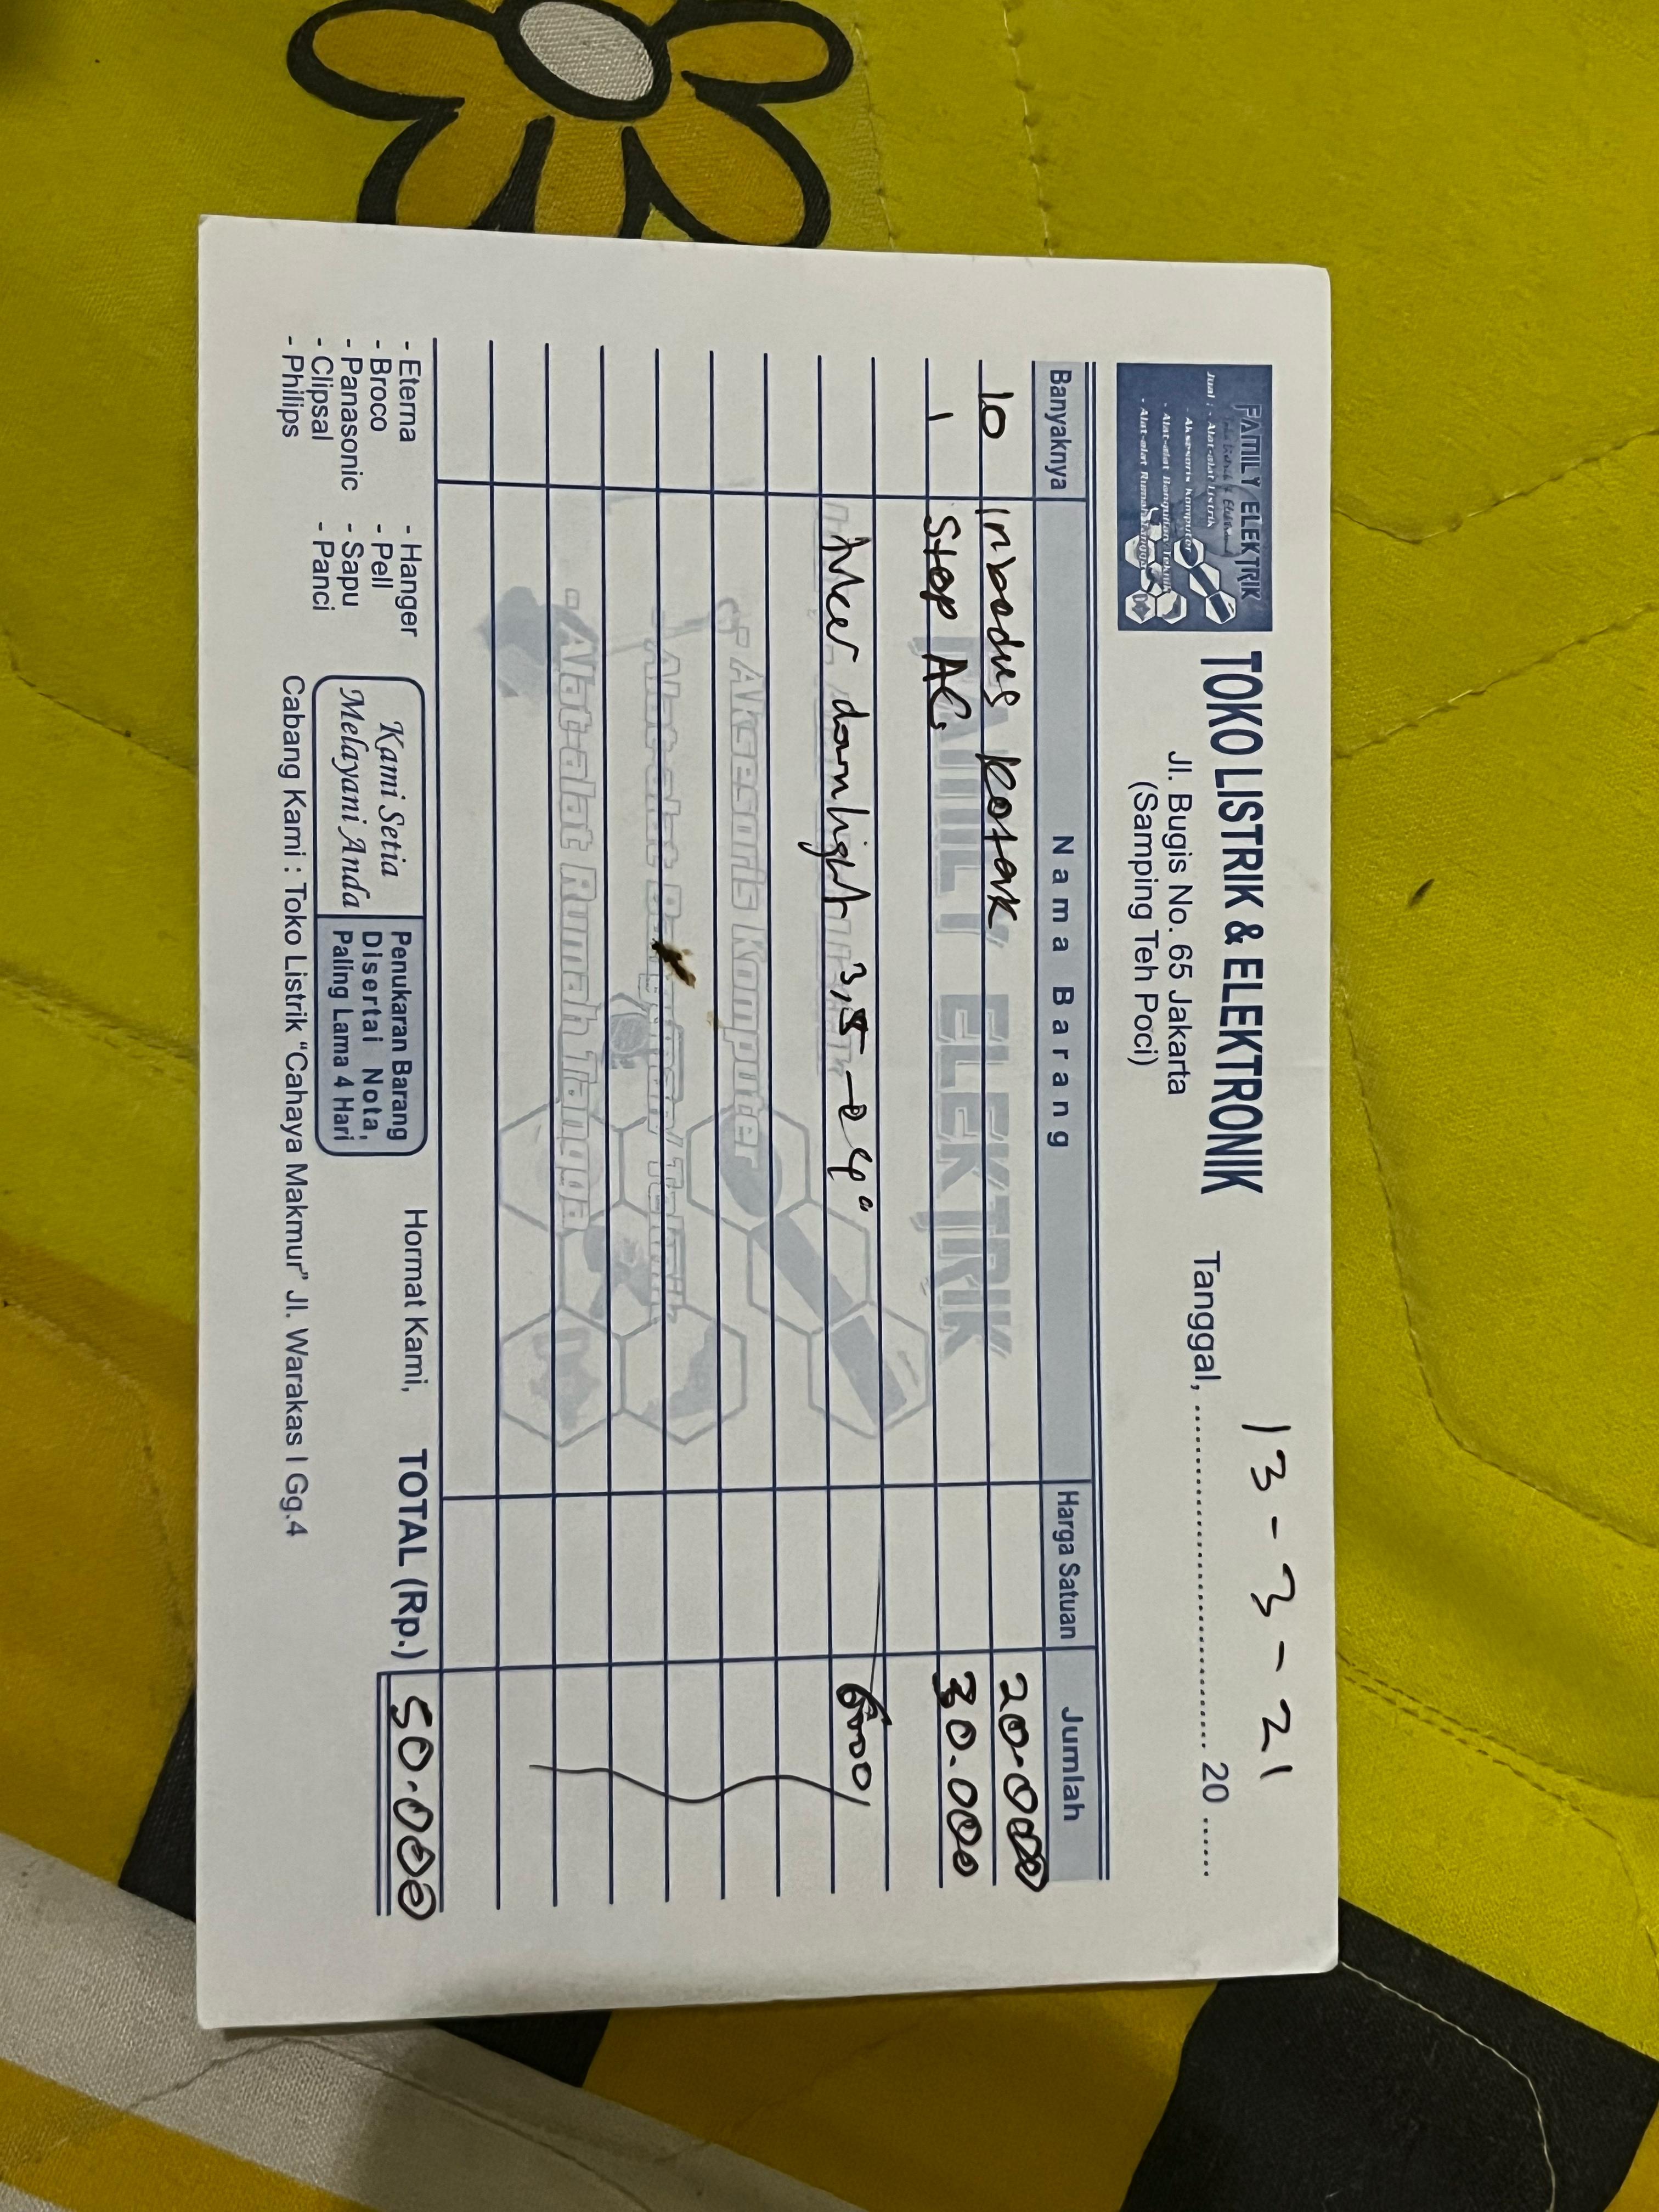 FAMILY ELEKTRIK
Jual : - Alat-alat Listrik
- Aksesoris Komputer
- Alat-alat Bangunan/Teknik
- Alat-alat Rumah Tangga
TOKO LISTRIK & ELEKTRONIK
Jl. Bugis No. 65 Jakarta
(Samping Teh Poci)
13-3-21
Tanggal, ........................................ 20 ......
Banyaknya Nama Barang Harga Satuan Jumlah
10 Inbodus kotak 20.000
1 Stop AC 30.000
downlight 3,5 - 4" 6000
FAMILY ELEKTRIK
- Aksesoris Komputer
- Alat-alat Bangunan/Teknik
- Alat-alat Rumah Tangga
- Eterna
- Broco
- Panasonic
- Clipsal
- Philips
- Hanger
- Pell
- Sapu
- Panci
Kami Setia
Melayani Anda
Penukaran Barang
Disertai Nota,
Paling Lama 4 Hari
Hormat Kami,
TOTAL (Rp.) 50.000
Cabang Kami : Toko Listrik "Cahaya Makmur" Jl. Warakas I Gg.4